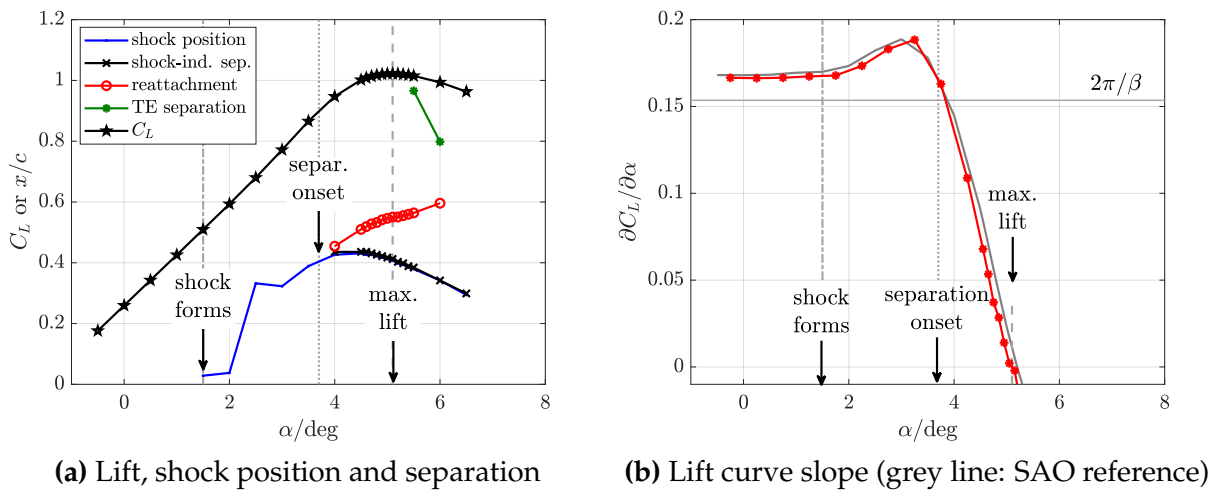 1.2
1
0.8
0.6
0.4
0.2
0
0
2
4
6
8
C_L or x/c
α/deg
shock position
shock-ind. sep.
reattachment
TE separation
C_L
separ.
onset
shock
forms
max.
lift
(a) Lift, shock position and separation
0.2
0.15
0.1
0.05
0
0
2
4
6
8
∂C_L/∂α
α/deg
2π/β
max.
lift
shock
forms
separation
onset
(b) Lift curve slope (grey line: SAO reference)